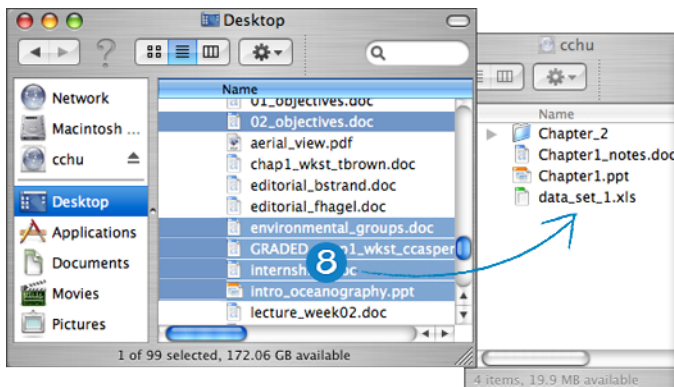 Desktop
?
Network
Macintosh ...
cchu
Desktop
Applications
Documents
Movies
Pictures
Name
01_objectives.doc
02_objectives.doc
aerial_view.pdf
chap1_wkst_tbrown.doc
editorial_bstrand.doc
editorial_fhagel.doc
environmental_groups.doc
GRADED
8
intro_oceanography.ppt
lecture_week02.doc
1 of 99 selected, 172.06 GB available
cchu
Name
Chapter_2
Chapter1_notes.doc
Chapter1.ppt
data_set_1.xls
4 items, 19.9 MB available